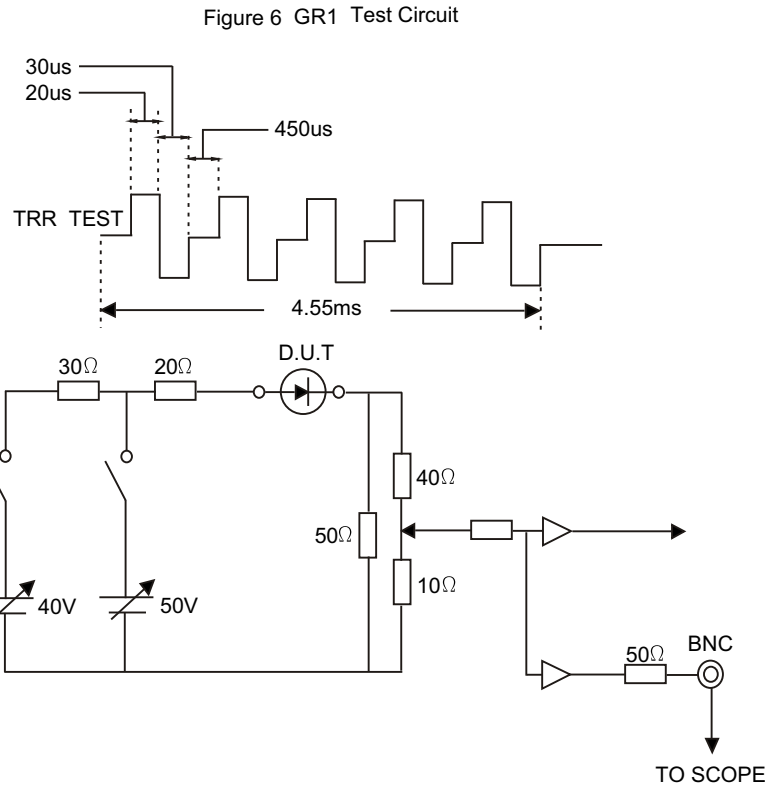 Figure 6 GR1 Test Circuit
30us
20us
450us
TRR TEST
4.55ms
D.U.T
30Ω
20Ω
40Ω
50Ω
10Ω
40V
50V
BNC
50Ω
TO SCOPE